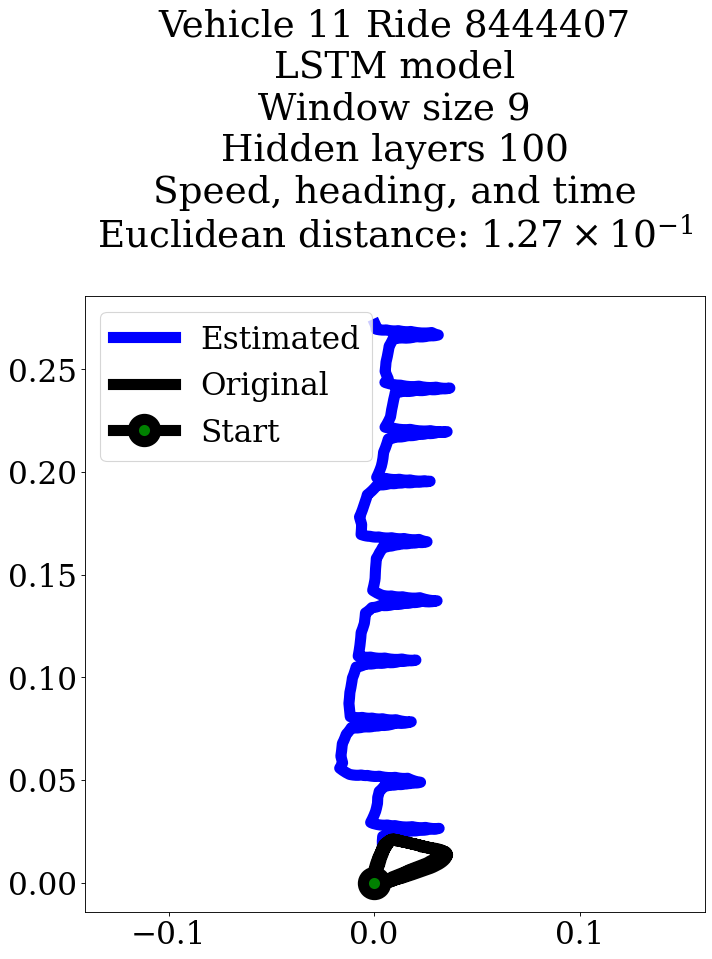 Vehicle 11 Ride 8444407
LSTM model
Window size 9
Hidden layers 100
Speed, heading, and time
Euclidean distance: 1.27 × 10⁻¹
Estimated
Original
Start
0.25
0.20
0.15
0.10
0.05
0.00
−0.1
0.0
0.1